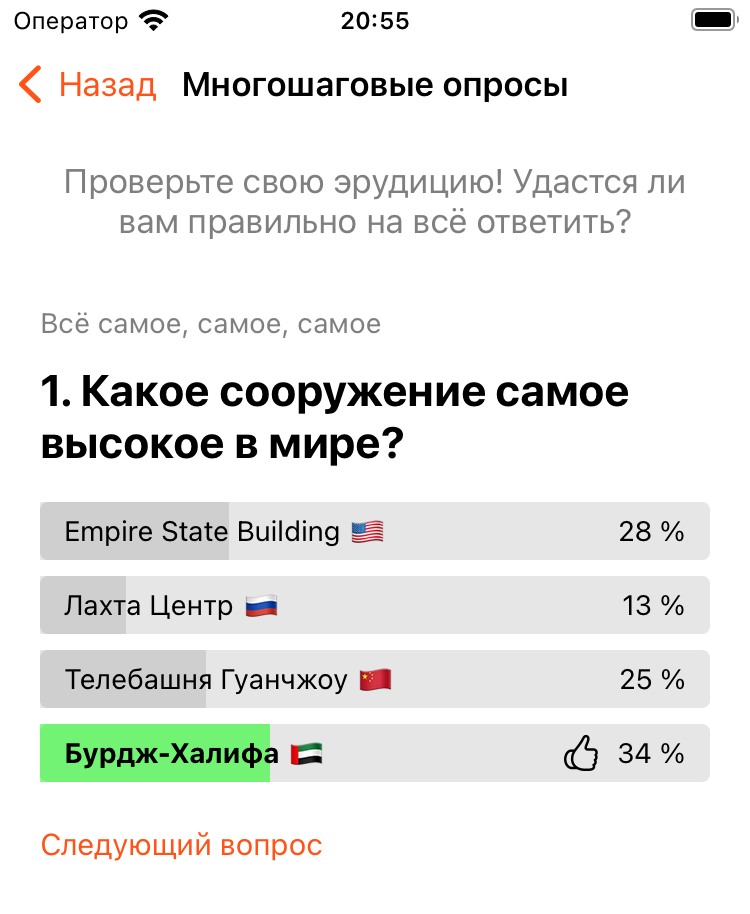 Оператор 20:55
Назад Многошаговые опросы
Проверьте свою эрудицию! Удастся ли
вам правильно на всё ответить?
Всё самое, самое, самое
1. Какое сооружение самое
высокое в мире?
Empire State Building 🇺🇸 28 %
Лахта Центр 🇷🇺 13 %
Телебашня Гуанчжоу 🇨🇳 25 %
Бурдж-Халифа 🇦🇪 34 %
Следующий вопрос